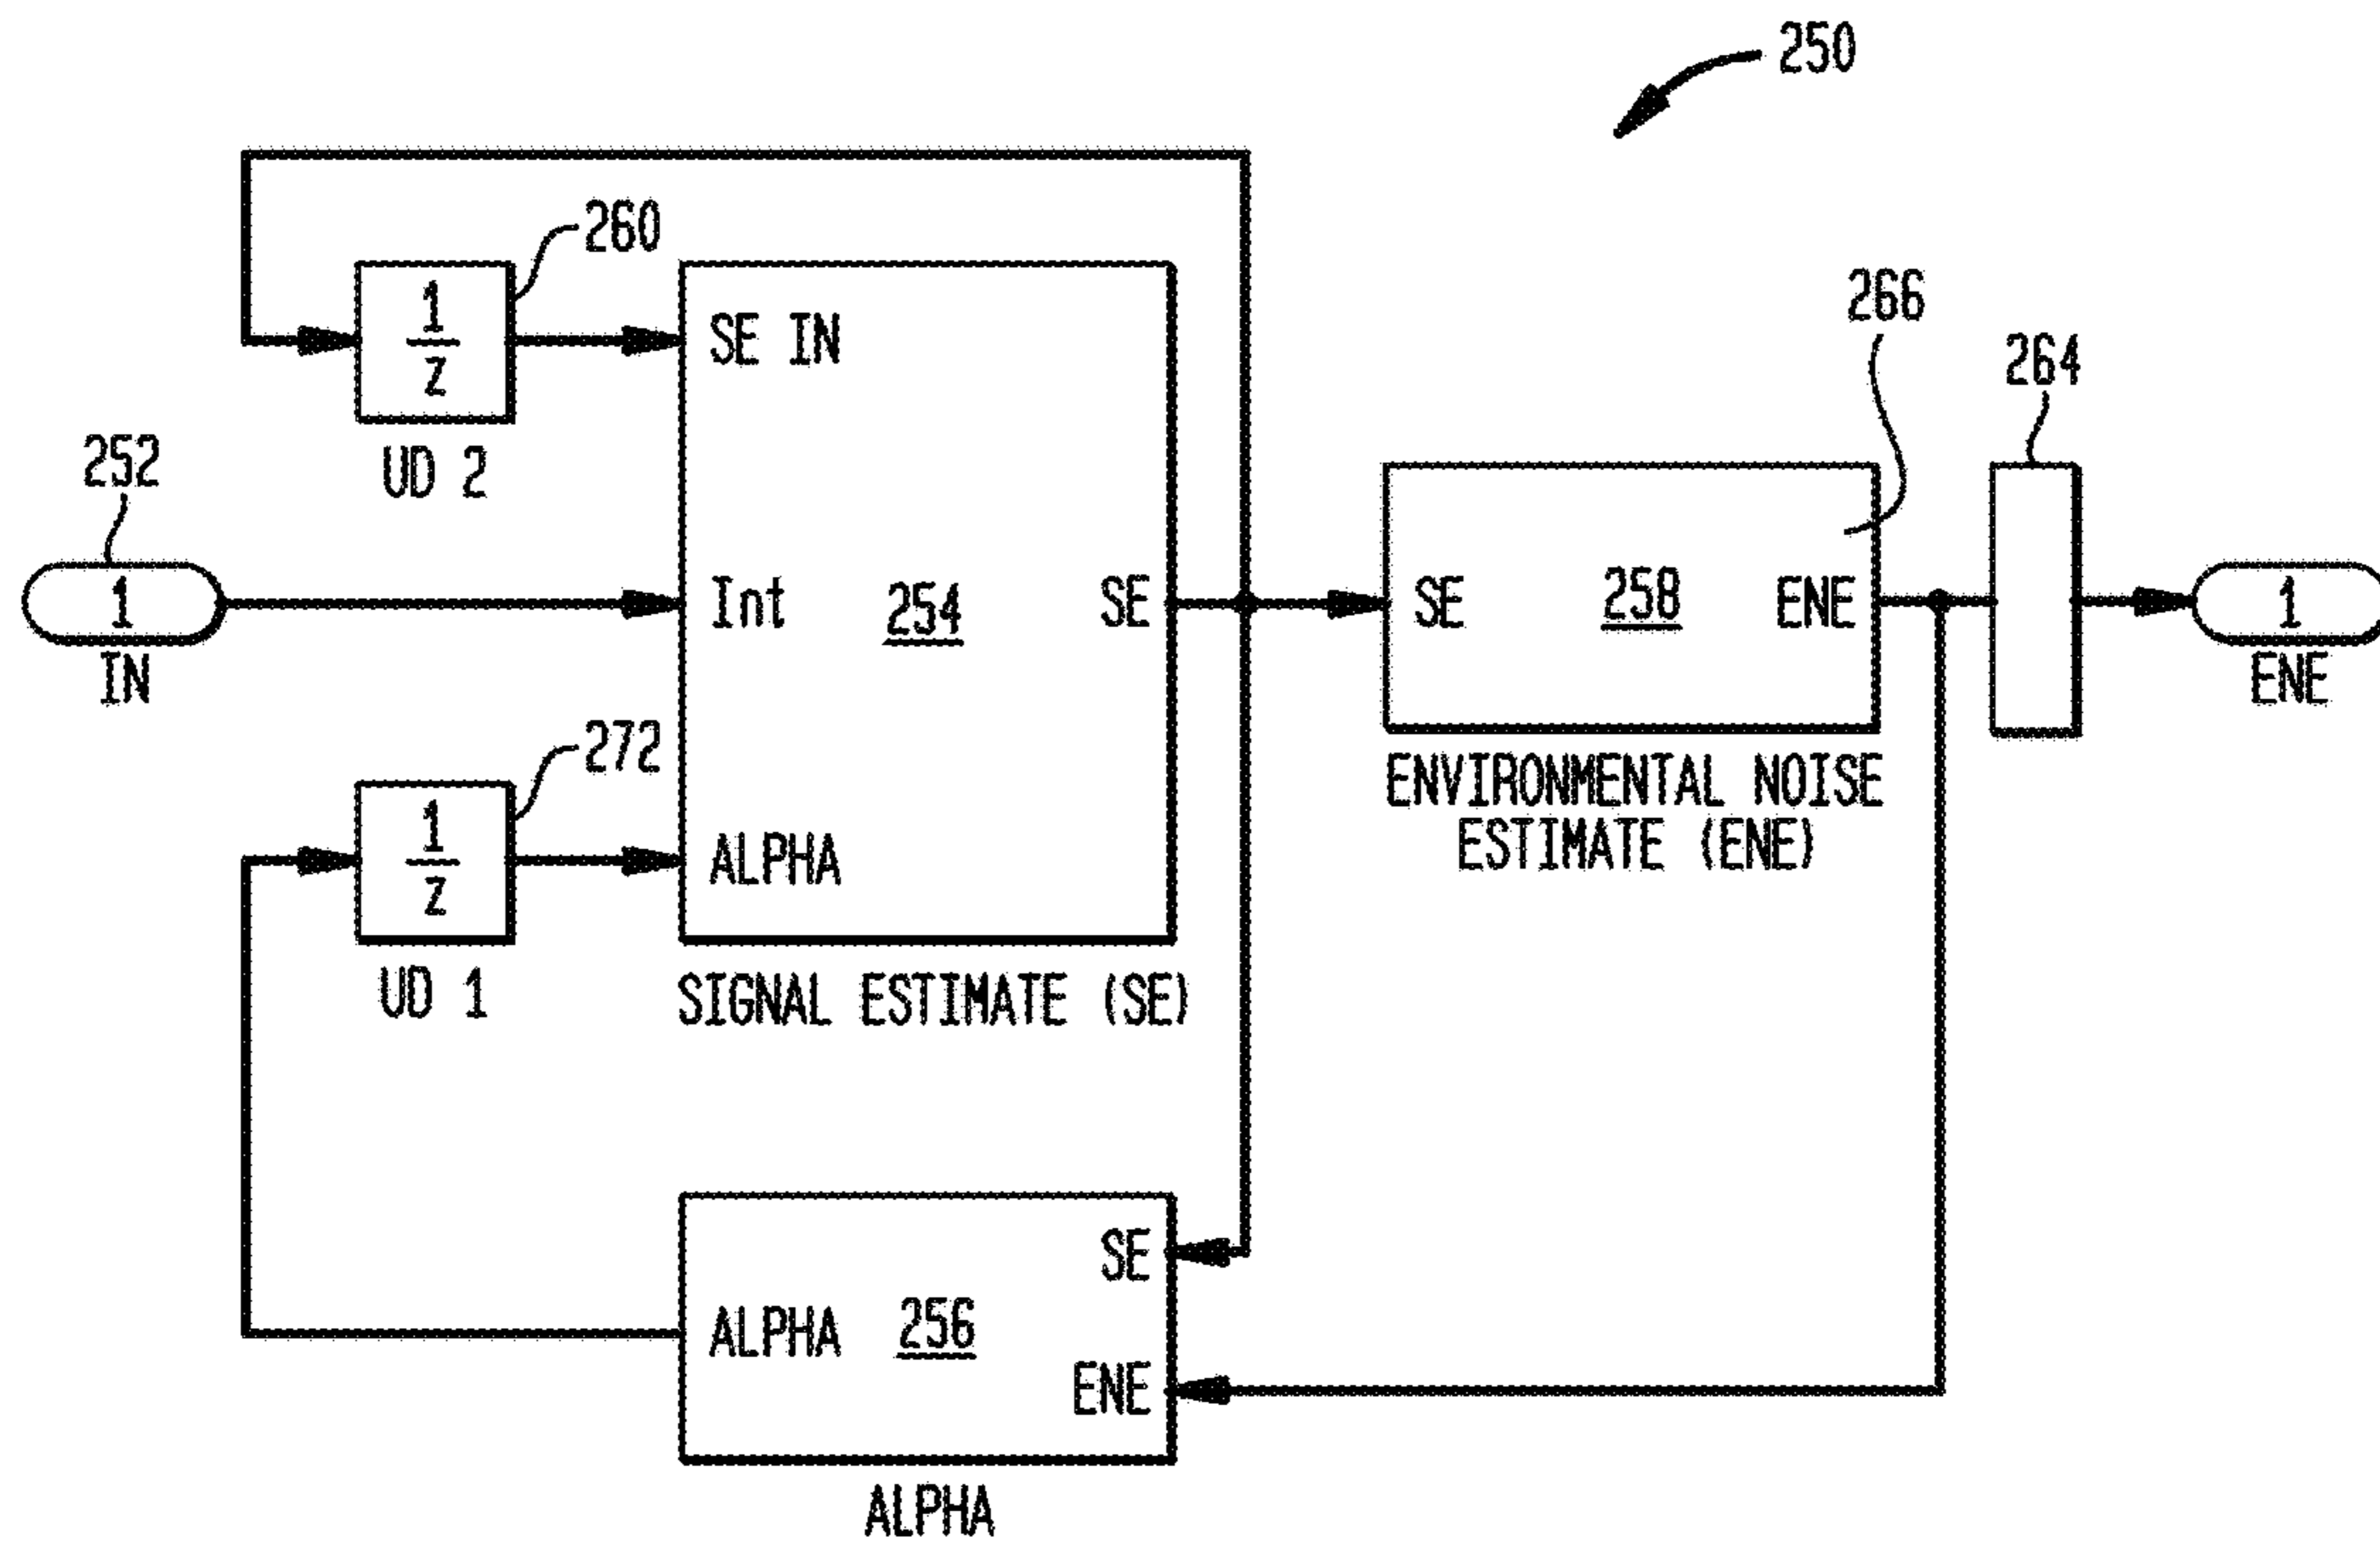 250
260
1
z
UD 2
SE IN
266
264
252
1
IN
Int
254
SE
SE
258
ENE
1
ENE
272
1
z
UD 1
ALPHA
SIGNAL ESTIMATE (SE)
ENVIRONMENTAL NOISE
ESTIMATE (ENE)
SE
ALPHA
256
ENE
ALPHA